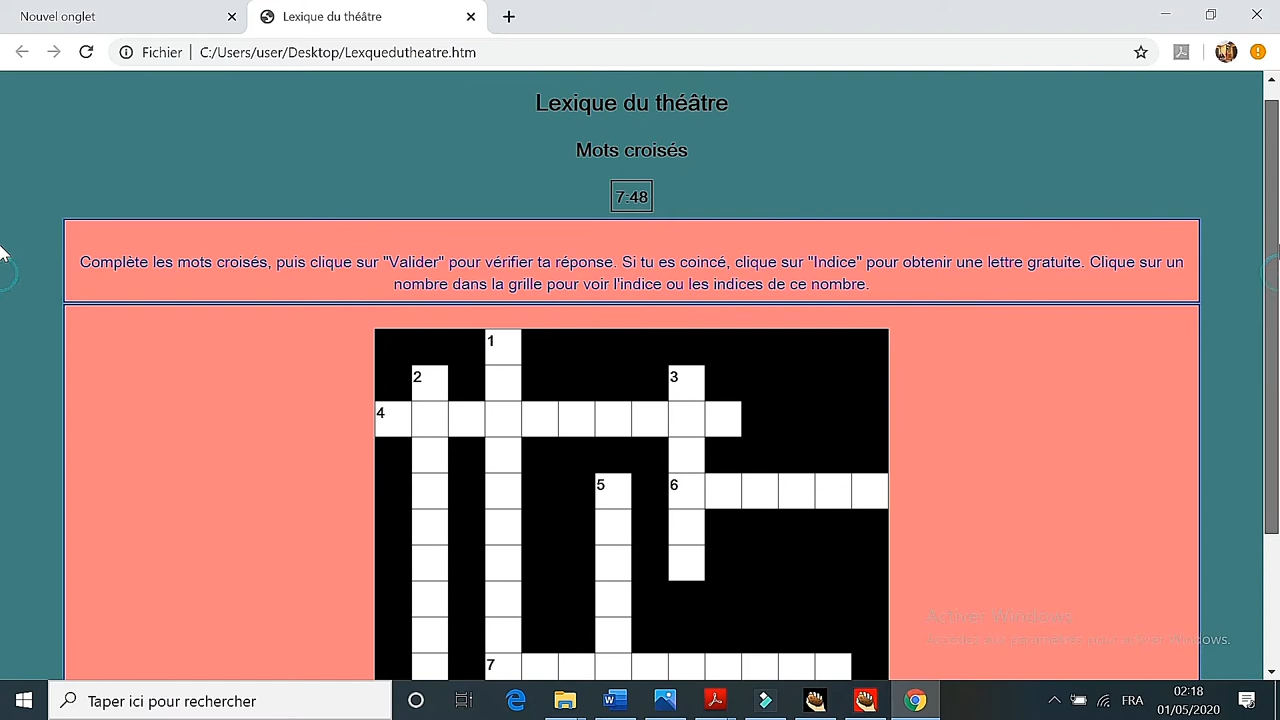 Nouvel onglet
Lexique du théâtre
Fichier
C:/Users/user/Desktop/Lexquedutheatre.htm
Lexique du théâtre
Mots croisés
7:48
Complète les mots croisés, puis clique sur "Valider" pour vérifier ta réponse. Si tu es coincé, clique sur "Indice" pour obtenir une lettre gratuite. Clique sur un
nombre dans la grille pour voir l'indice ou les indices de ce nombre.
1
2
3
4
5
6
7
Activer Windows
Windows.
Taper ici pour rechercher
FRA
02:18
01/05/2020